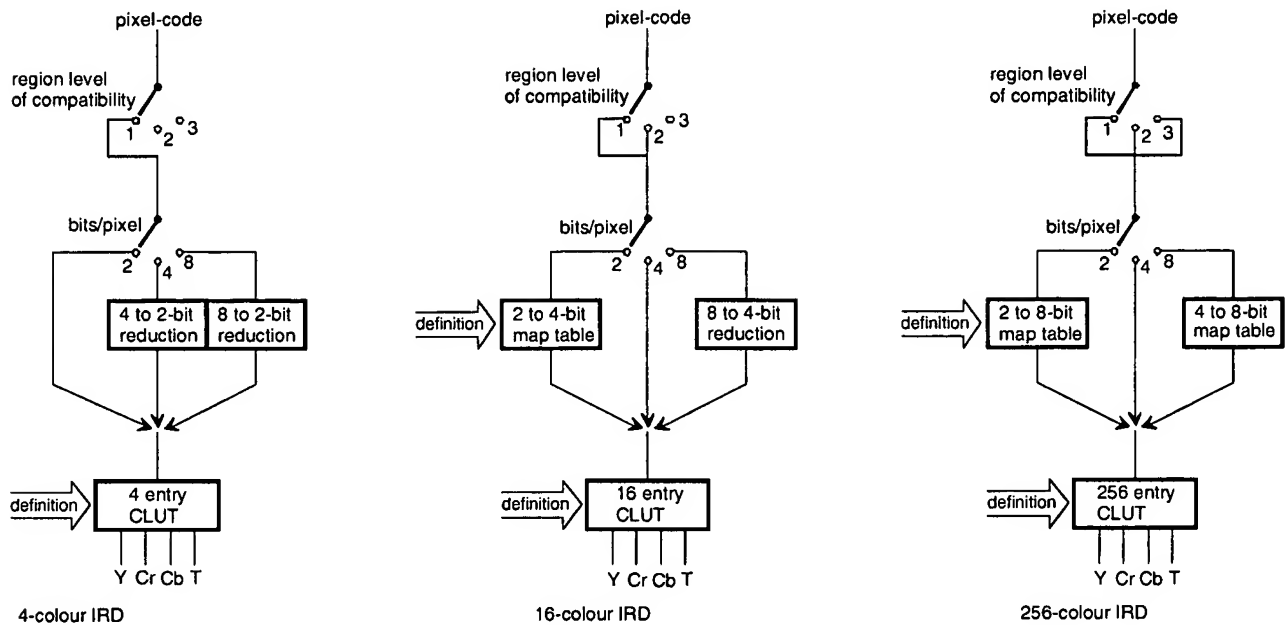 pixel-code
region level
of compatibility
1
2
3
bits/pixel
2
4
8
4 to 2-bit
reduction
8 to 2-bit
reduction
definition
4 entry
CLUT
Y Cr Cb T
4-colour IRD
pixel-code
region level
of compatibility
1
2
3
bits/pixel
2
4
8
definition
2 to 4-bit
map table
8 to 4-bit
reduction
definition
16 entry
CLUT
Y Cr Cb T
16-colour IRD
pixel-code
region level
of compatibility
1
2
3
bits/pixel
2
4
8
definition
2 to 8-bit
map table
4 to 8-bit
map table
definition
256 entry
CLUT
Y Cr Cb T
256-colour IRD